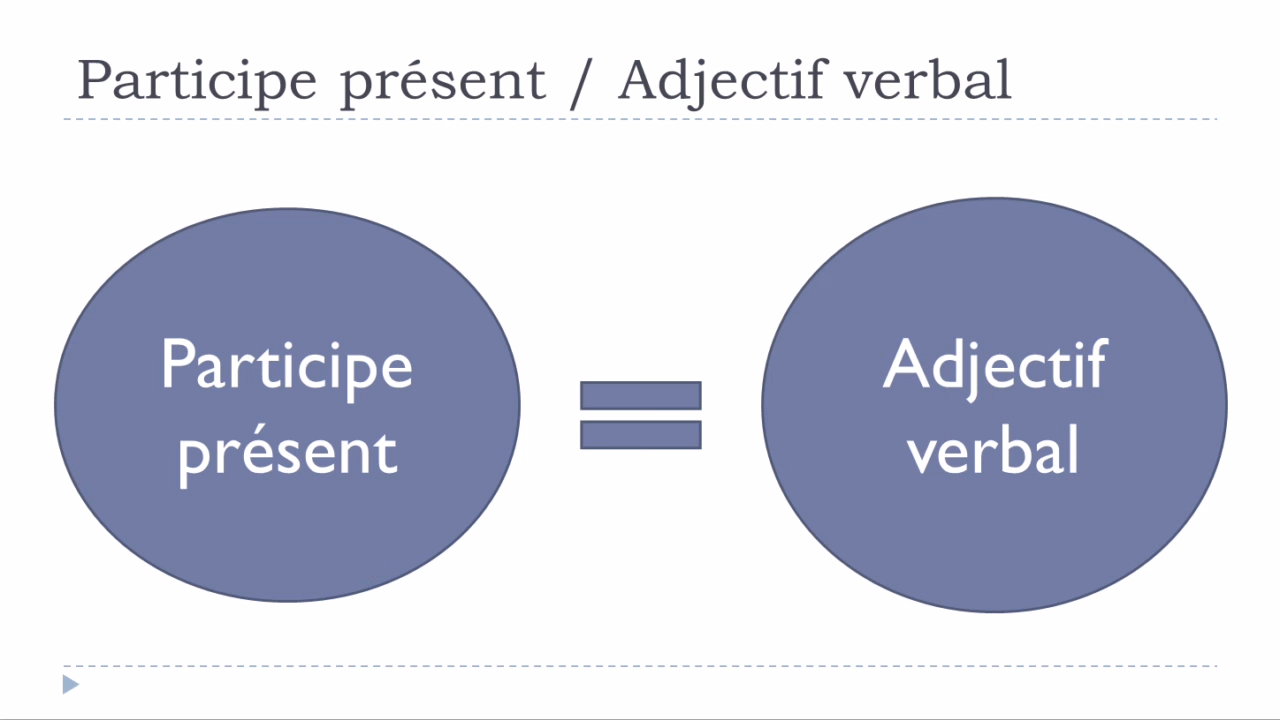 Participe présent / Adjectif verbal
Participe
présent
Adjectif
verbal